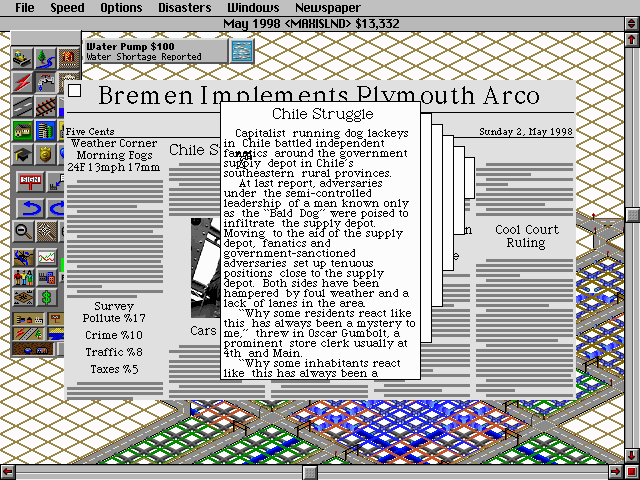 File Speed Options Disasters Windows Newspaper
May 1998 <MAXISLND> $13,332
Water Pump $100
Water Shortage Reported
Bremen Implements Plymouth Arco
Five Cents
Sunday 2, May 1998
Weather Corner
Morning Fogs
24F 13mph 17mm
Chile S
Chile Struggle
Capitalist running dog lackeys
in Chile battled independent
fanatics around the government
supply depot in Chile's
southeastern rural provinces.
At last report, adversaries
under the semi-controlled
leadership of a man known only
as the "Bald Dog" were poised to
infiltrate the supply depot.
Moving to the aid of the supply
depot, fanatics and
government-sanctioned
adversaries set up tenuous
positions close to the supply
depot. Both sides have been
hampered by foul weather and a
lack of lanes in the area.
"Why some residents react like
this has always been a mystery to
me," threw in Oscar Gumbolt, a
prominent store clerk usually at
4th and Main.
"Why some inhabitants react
like this has always been a
Cool Court
Ruling
n
e
Survey
Pollute %17
Crime %10
Traffic %8
Taxes %5
Cars
SIGN